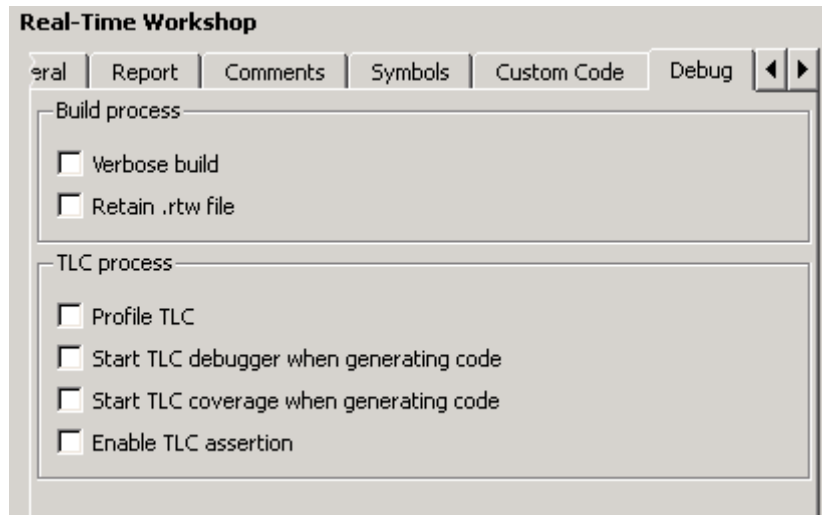 Real-Time Workshop
eral Report Comments Symbols Custom Code Debug
Build process
Verbose build
Retain .rtw file
TLC process
Profile TLC
Start TLC debugger when generating code
Start TLC coverage when generating code
Enable TLC assertion